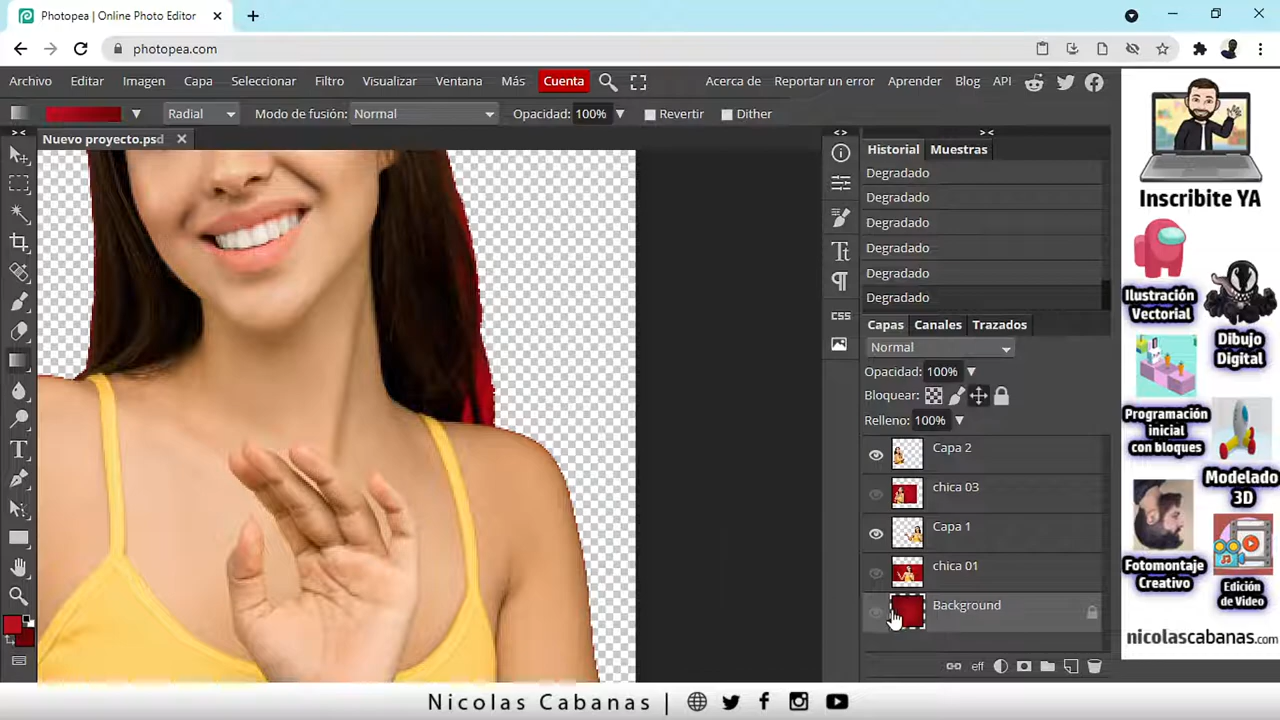 Photopea | Online Photo Editor
photopea.com
Archivo Editar Imagen Capa Seleccionar Filtro Visualizar Ventana Más Cuenta Acerca de Reportar un error Aprender Blog API
Radial Modo de fusión: Normal Opacidad: 100% Revertir Dither
Nuevo proyecto.psd
Historial Muestras
Degradado
Degradado
Degradado
Degradado
Degradado
Degradado
CSS
Capas Canales Trazados
Normal
Opacidad: 100%
Bloquear:
Relleno: 100%
Capa 2
chica 03
Capa 1
chica 01
Background
eff
Inscribite YA
Ilustración
Vectorial
Dibujo
Digital
Programación
inicial
con bloques
Modelado
3D
Fotomontaje
Creativo
Edición
de Video
nicolascabanas.com
Nicolas Cabanas |